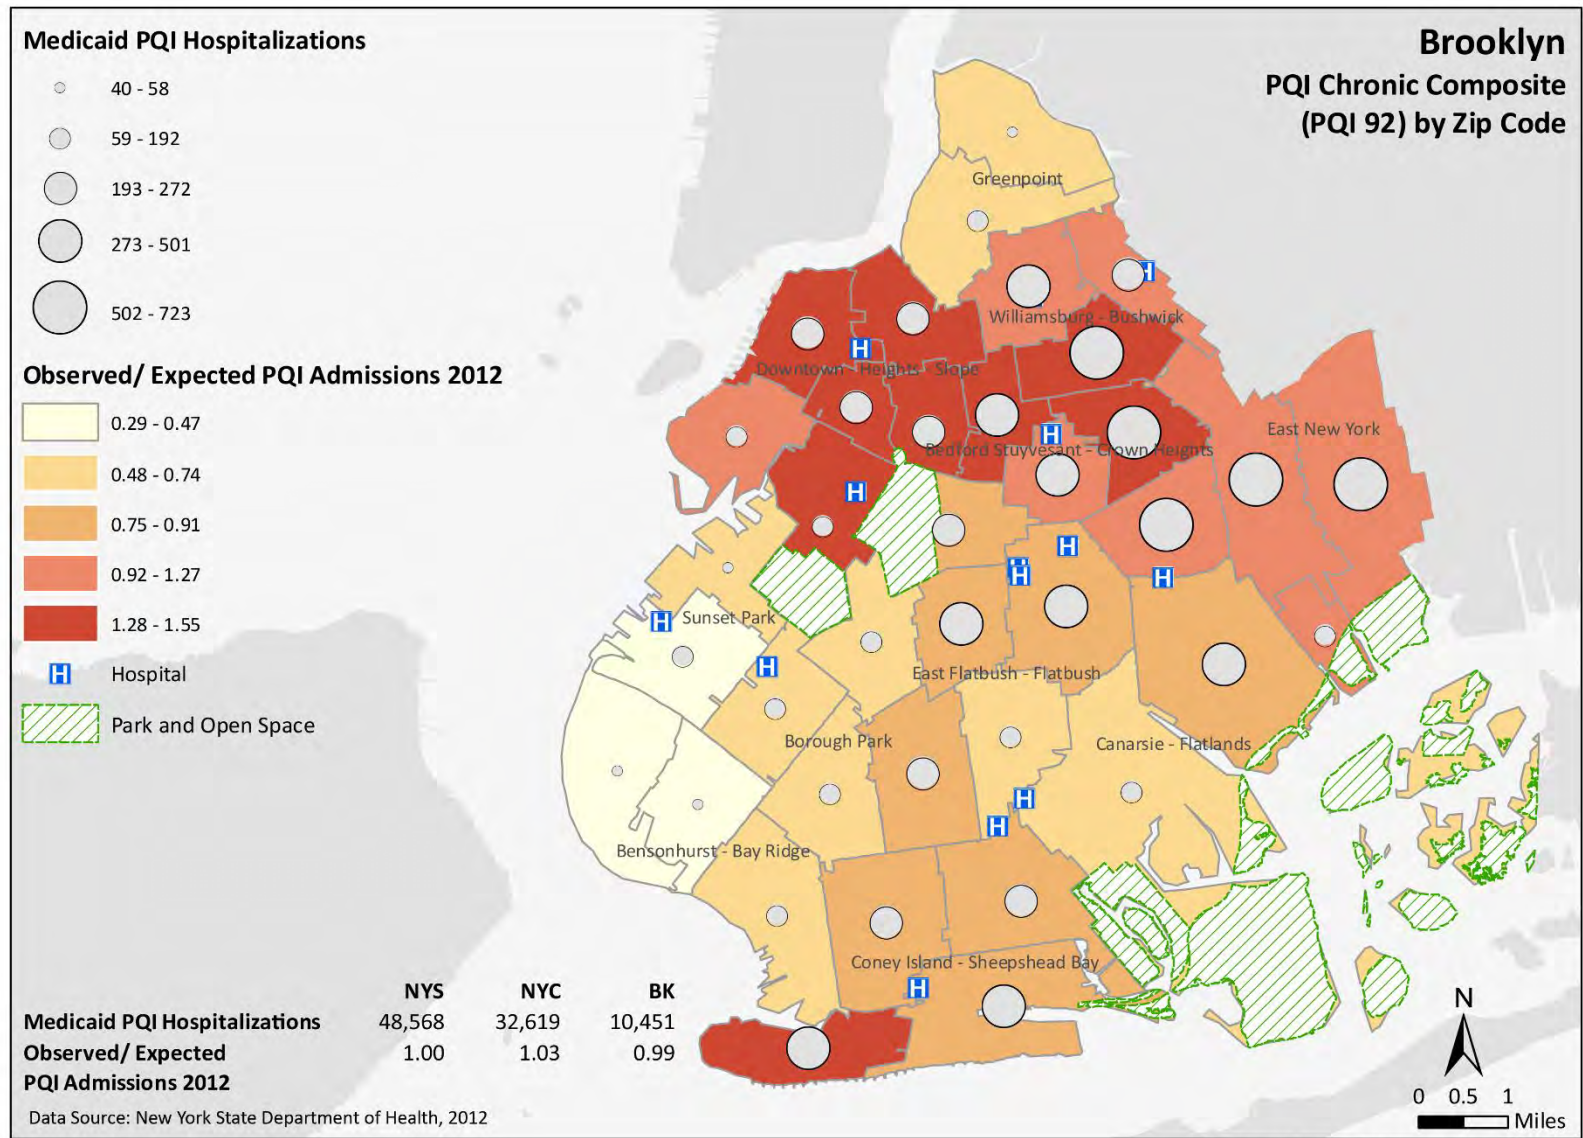 Medicaid PQI Hospitalizations
40 - 58
59 - 192
193 - 272
273 - 501
502 - 723
Observed/ Expected PQI Admissions 2012
0.29 - 0.47
0.48 - 0.74
0.75 - 0.91
0.92 - 1.27
1.28 - 1.55
H Hospital
Park and Open Space
Brooklyn
PQI Chronic Composite
(PQI 92) by Zip Code
Greenpoint
H
Williamsburg - Bushwick
H
Downtown - Heights - Slope
East New York
H
Bedford Stuyvesant - Crown Heights
H
H
H
H
H
Sunset Park
H
H
East Flatbush - Flatbush
Borough Park
Canarsie - Flatlands
H
H
Bensonhurst - Bay Ridge
Coney Island - Sheepshead Bay
H
NYS NYC BK
Medicaid PQI Hospitalizations 48,568 32,619 10,451
Observed/ Expected 1.00 1.03 0.99
PQI Admissions 2012
Data Source: New York State Department of Health, 2012
N
0 0.5 1
Miles